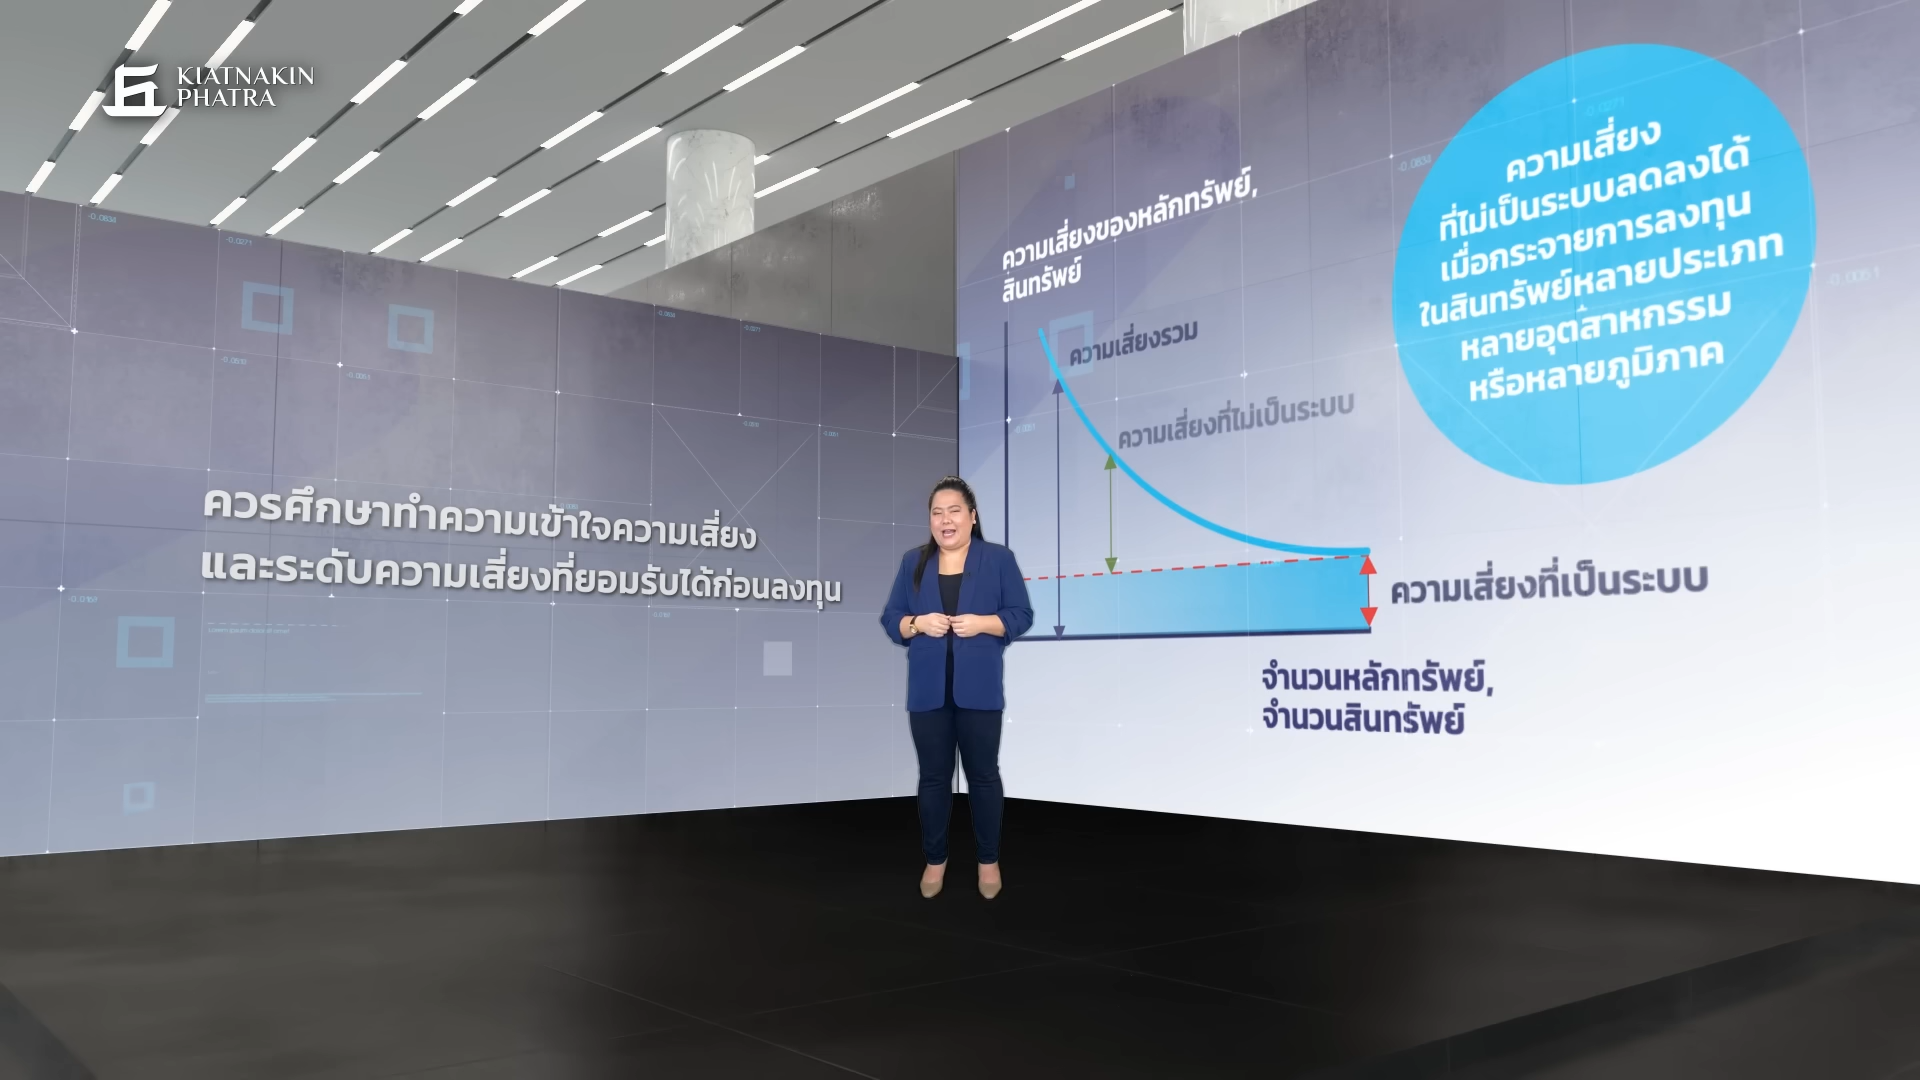 KIATNAKIN
PHATRA
ควรศึกษาทำความเข้าใจความเสี่ยง
และระดับความเสี่ยงที่ยอมรับได้ก่อนลงทุน
ความเสี่ยงของหลักทรัพย์,
สินทรัพย์
ความเสี่ยงรวม
ความเสี่ยงที่ไม่เป็นระบบ
ความเสี่ยงที่เป็นระบบ
จำนวนหลักทรัพย์,
จำนวนสินทรัพย์
ความเสี่ยง
ที่ไม่เป็นระบบลดลงได้
เมื่อกระจายการลงทุน
ในสินทรัพย์หลายประเภท
หลายอุตสาหกรรม
หรือหลายภูมิภาค
-0.0834
-0.0271